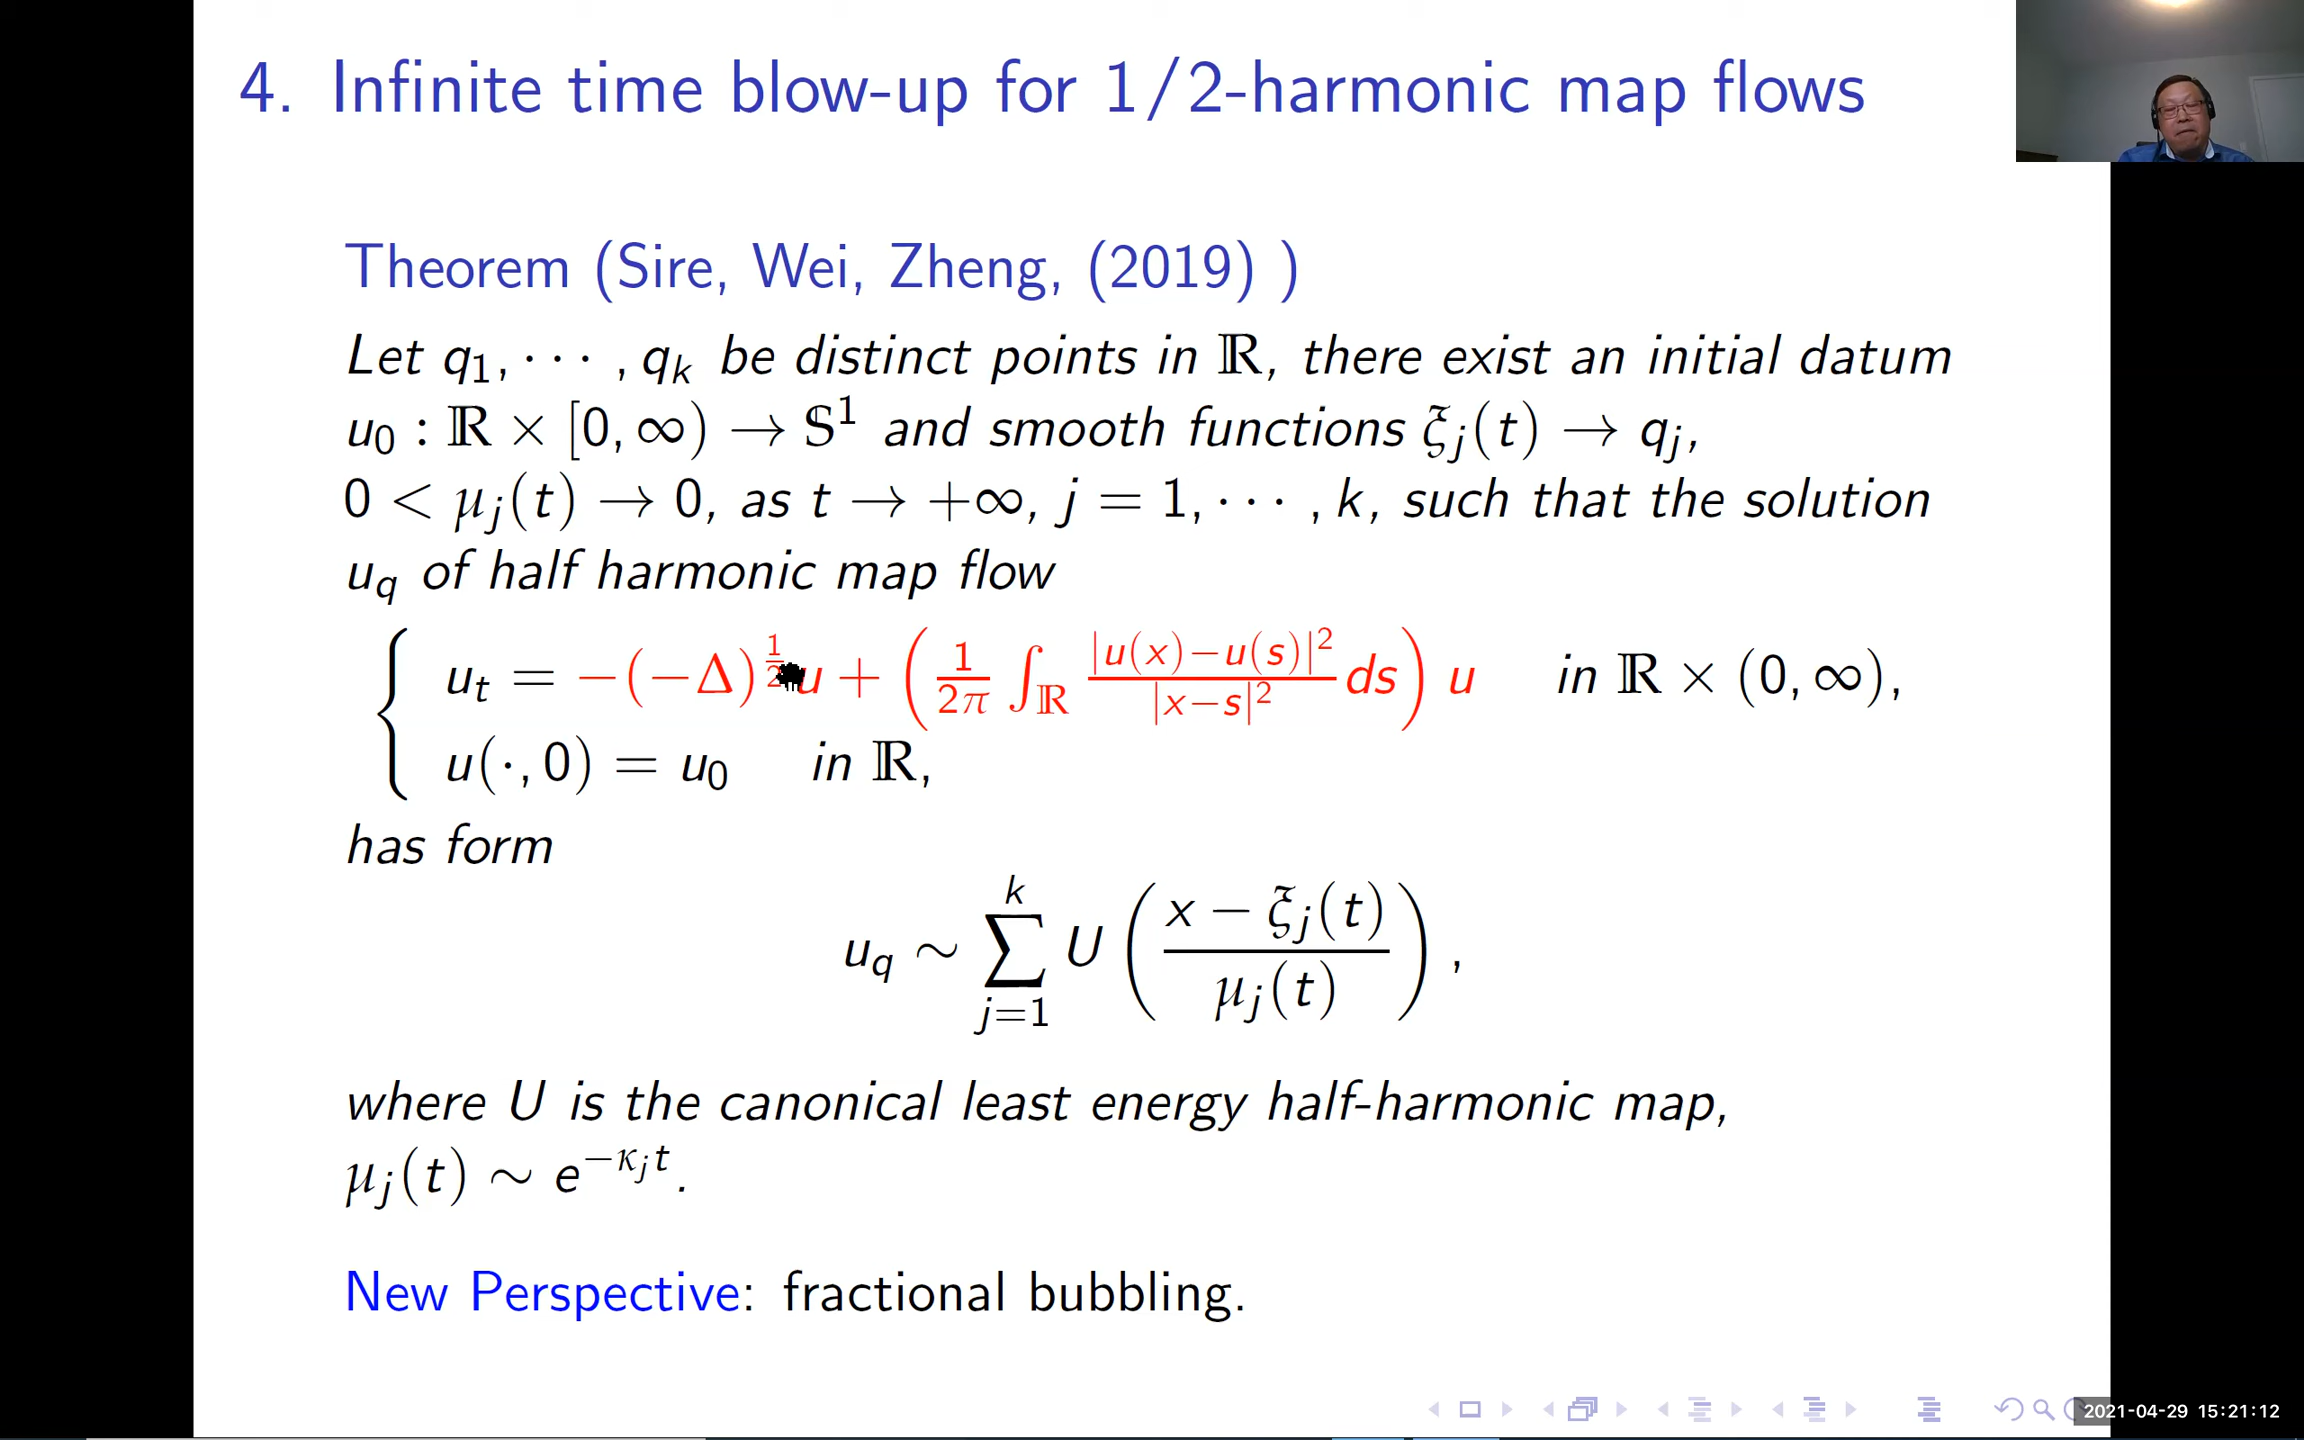 4. Infinite time blow-up for 1/2-harmonic map flows
Theorem (Sire, Wei, Zheng, (2019) )
Let q₁, · · · , qₖ be distinct points in ℝ, there exist an initial datum
u₀ : ℝ × [0, ∞) → 𝕊¹ and smooth functions ξⱼ(t) → qⱼ,
0 < μⱼ(t) → 0, as t → +∞, j = 1, · · · , k, such that the solution
u_q of half harmonic map flow
{ u_t = −(−Δ)^{1/2} u + ( 1/2π ∫_ℝ |u(x)−u(s)|²/|x−s|² ds ) u in ℝ × (0, ∞),
u(·, 0) = u₀ in ℝ,
has form
u_q ∼ ∑_{j=1}^{k} U ( (x − ξⱼ(t))/μⱼ(t) ) ,
where U is the canonical least energy half-harmonic map,
μⱼ(t) ∼ e^{−κⱼt}.
New Perspective: fractional bubbling.
2021-04-29 15:21:12